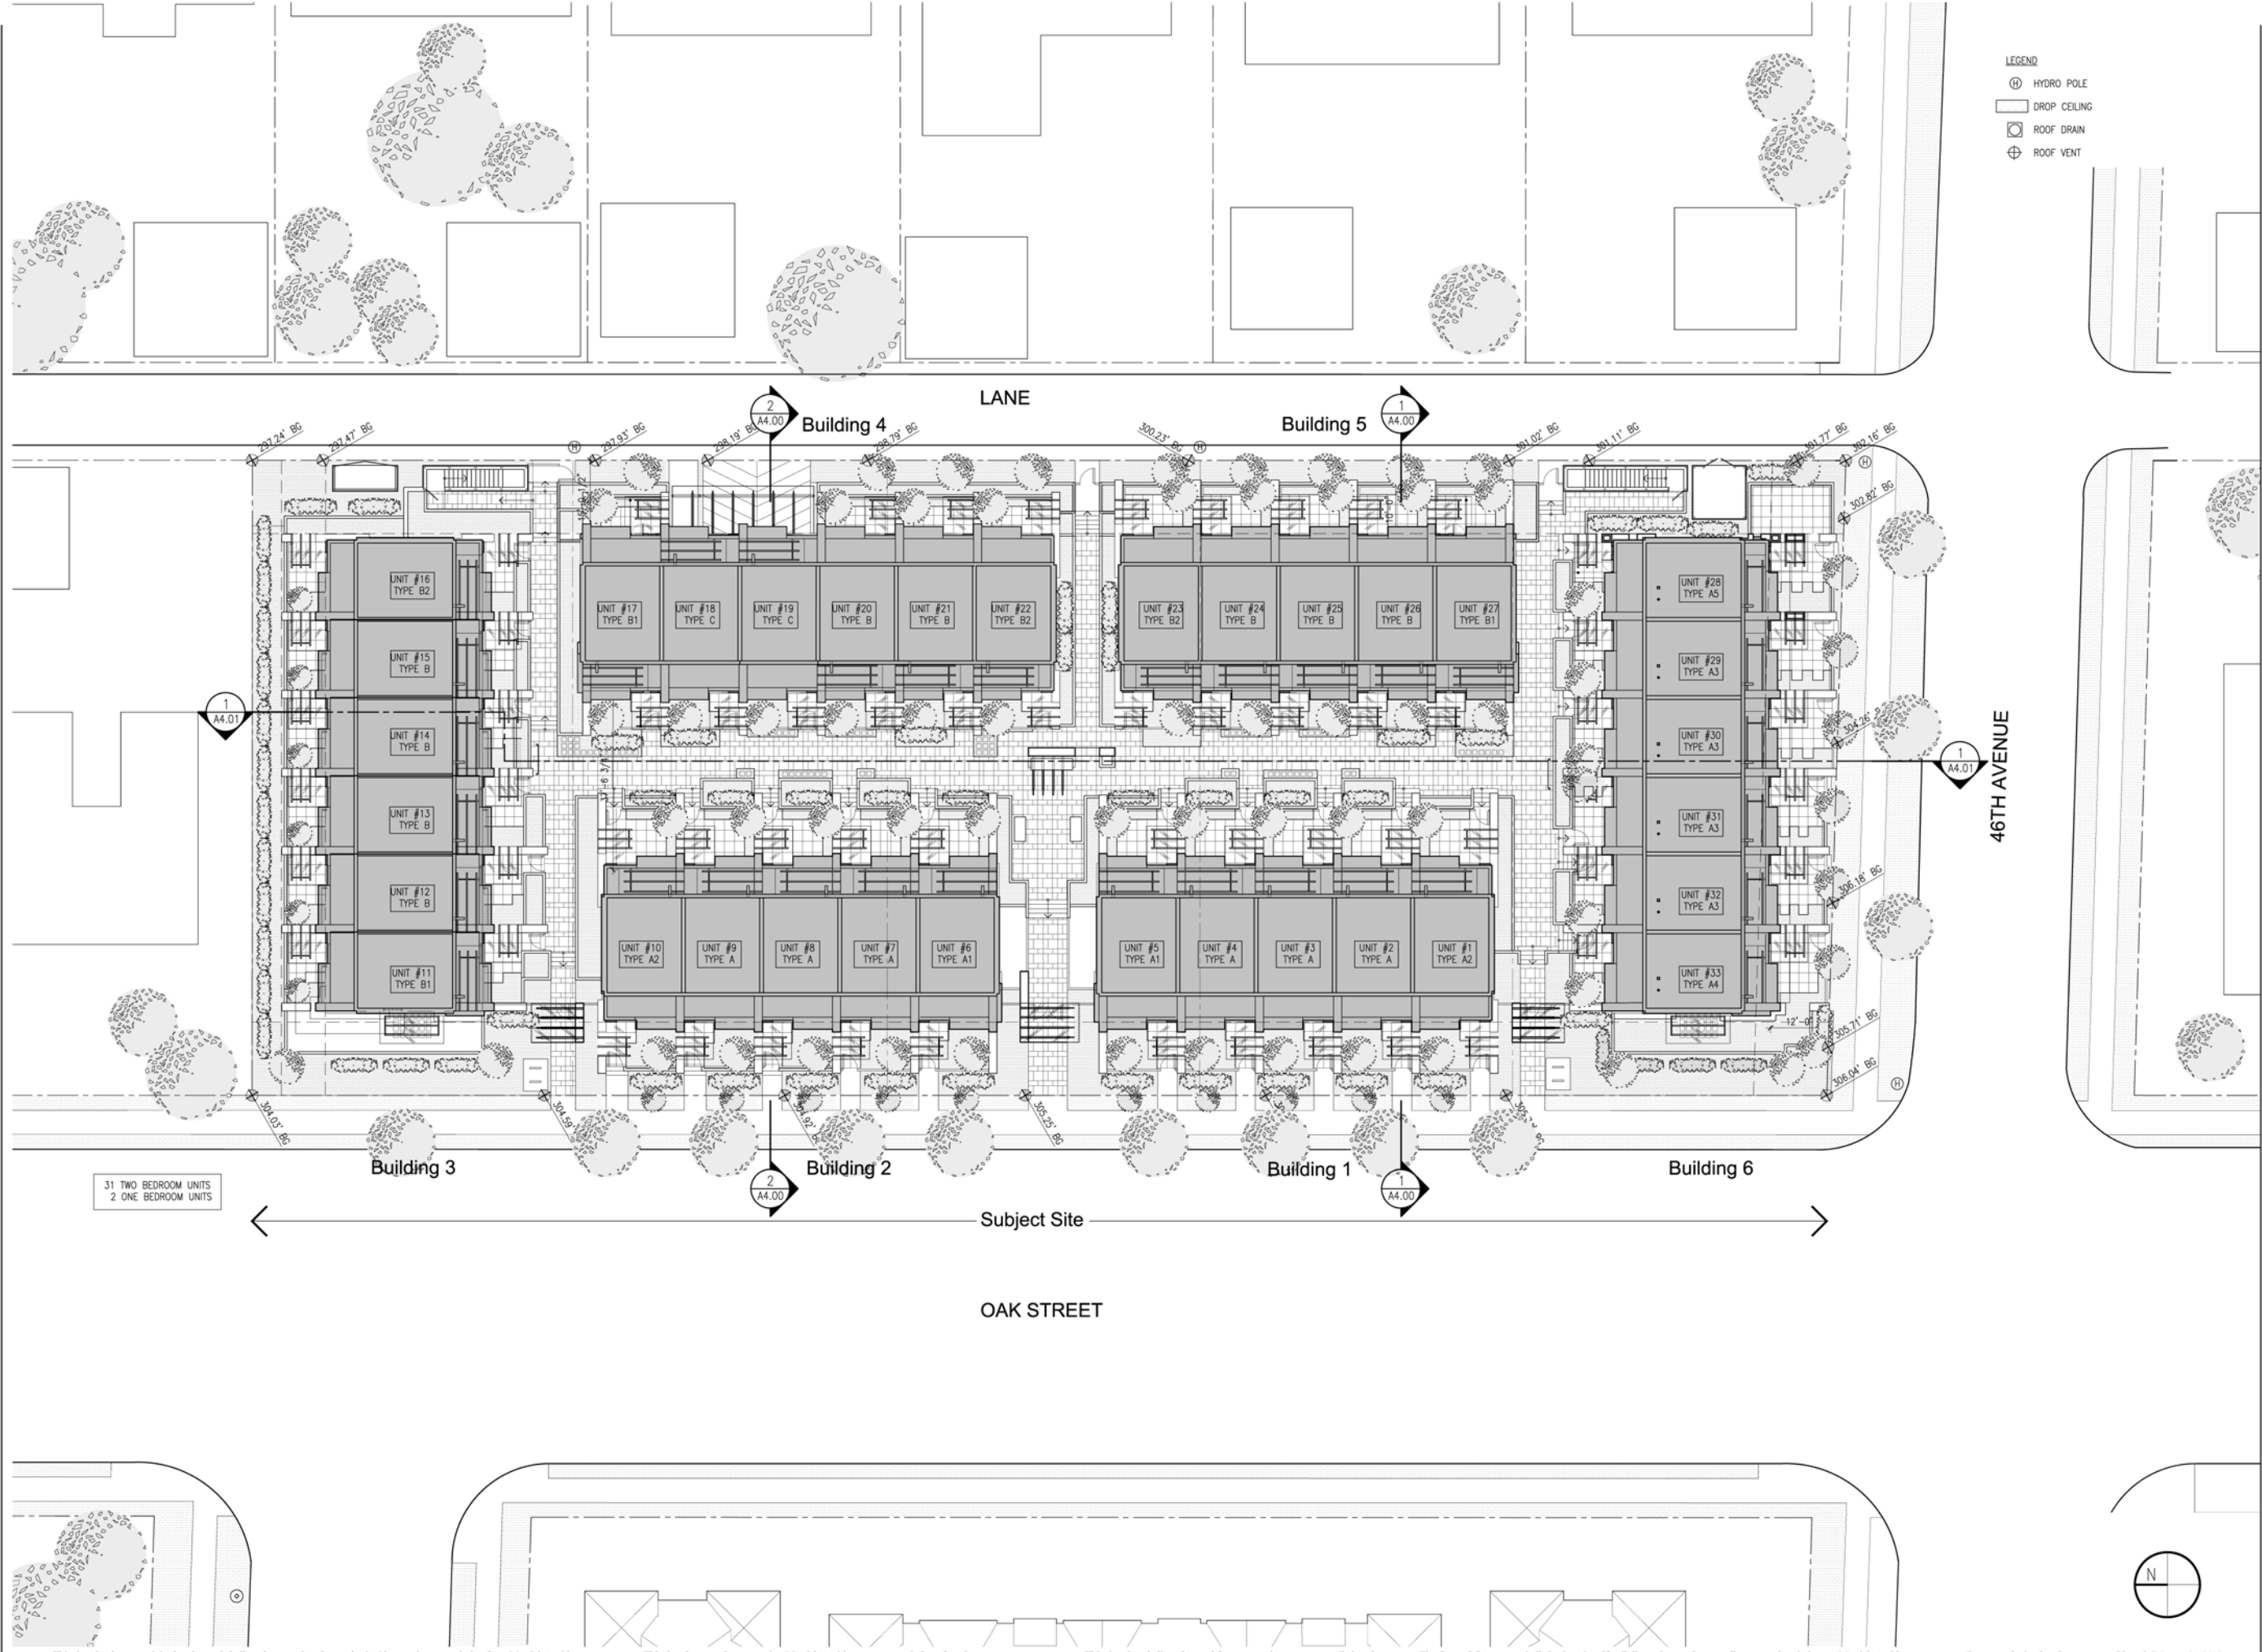 LEGEND
H HYDRO POLE
DROP CEILING
ROOF DRAIN
ROOF VENT
LANE
2
A4.00
Building 4
Building 5
1
A4.00
297.24' BG
297.47' BG
H
297.93' BG
298.19' BG
298.79' BG
300.23' BG
H
301.02' BG
301.11' BG
301.77' BG
302.16' BG
H
302.82' BG
UNIT #16
TYPE B2
UNIT #15
TYPE B
UNIT #14
TYPE B
UNIT #13
TYPE B
UNIT #12
TYPE B
UNIT #11
TYPE B1
UNIT #17
TYPE B1
UNIT #18
TYPE C
UNIT #19
TYPE C
UNIT #20
TYPE B
UNIT #21
TYPE B
UNIT #22
TYPE B2
UNIT #23
TYPE B2
UNIT #24
TYPE B
UNIT #25
TYPE B
UNIT #26
TYPE B
UNIT #27
TYPE B1
UNIT #28
TYPE A5
UNIT #29
TYPE A3
UNIT #30
TYPE A3
UNIT #31
TYPE A3
UNIT #32
TYPE A3
UNIT #33
TYPE A4
1
A4.01
1
A4.01
46TH AVENUE
304.26'
306.18' BG
UNIT #10
TYPE A2
UNIT #9
TYPE A
UNIT #8
TYPE A
UNIT #7
TYPE A
UNIT #6
TYPE A1
UNIT #5
TYPE A1
UNIT #4
TYPE A
UNIT #3
TYPE A
UNIT #2
TYPE A
UNIT #1
TYPE A2
12'-0"
305.71' BG
306.04' BG
H
304.03' BG
304.59'
304.92'
305.25' BG
Building 3
Building 2
Building 1
Building 6
31 TWO BEDROOM UNITS
2 ONE BEDROOM UNITS
2
A4.00
1
A4.00
Subject Site
OAK STREET
N